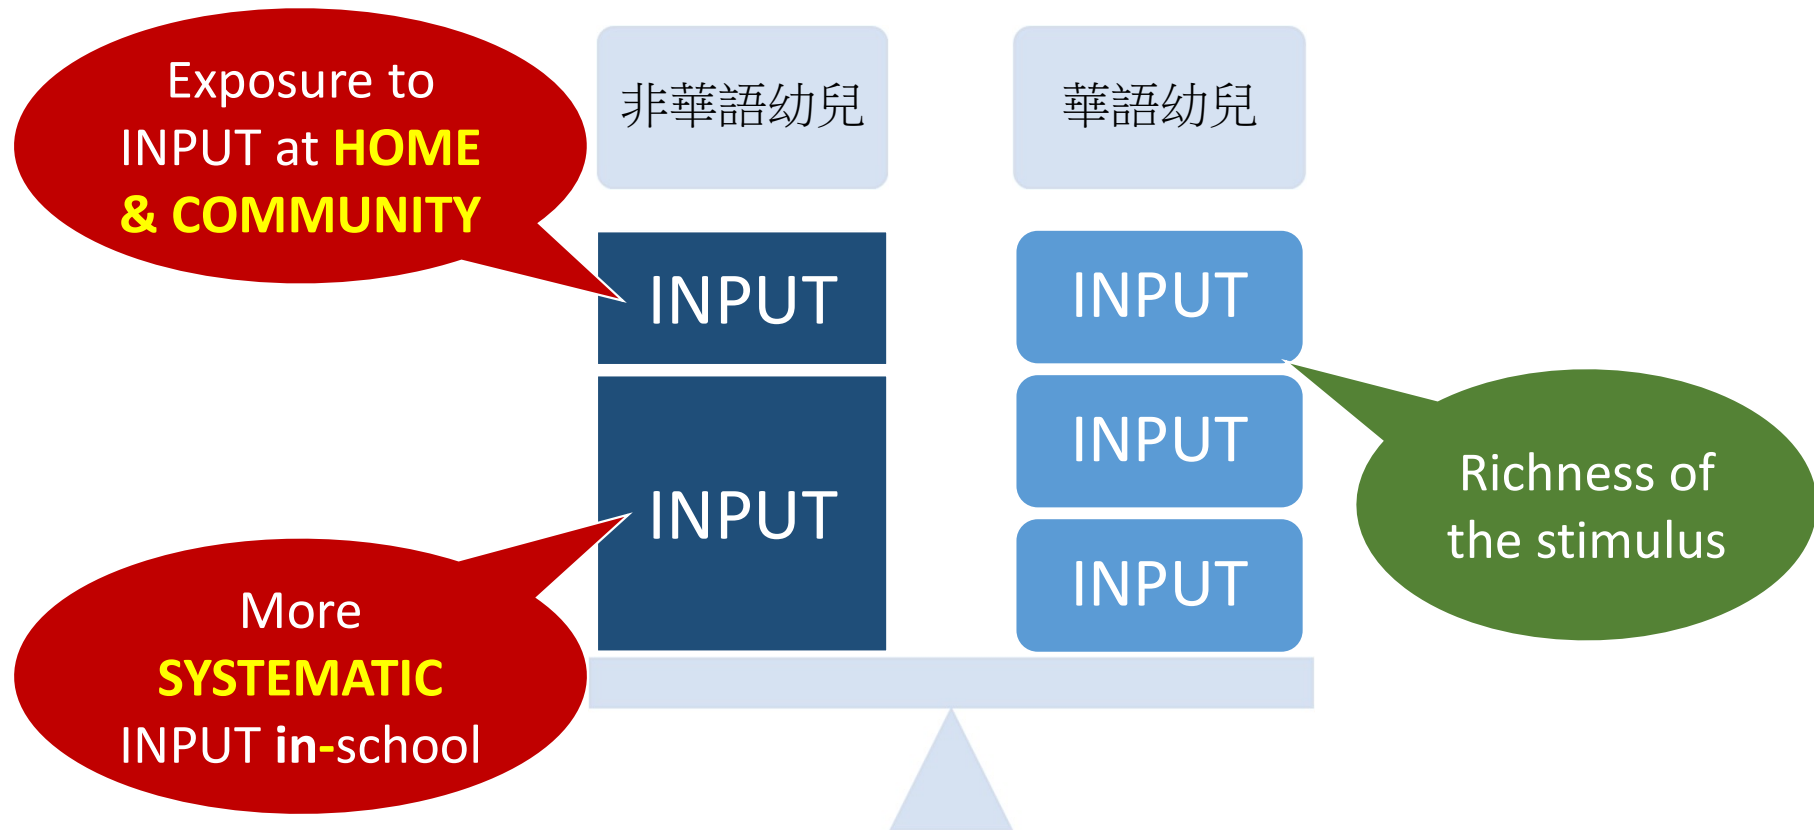 Exposure to
INPUT at HOME
& COMMUNITY
非華語幼兒
華語幼兒
INPUT
INPUT
INPUT
INPUT
INPUT
Richness of
the stimulus
More
SYSTEMATIC
INPUT in-school